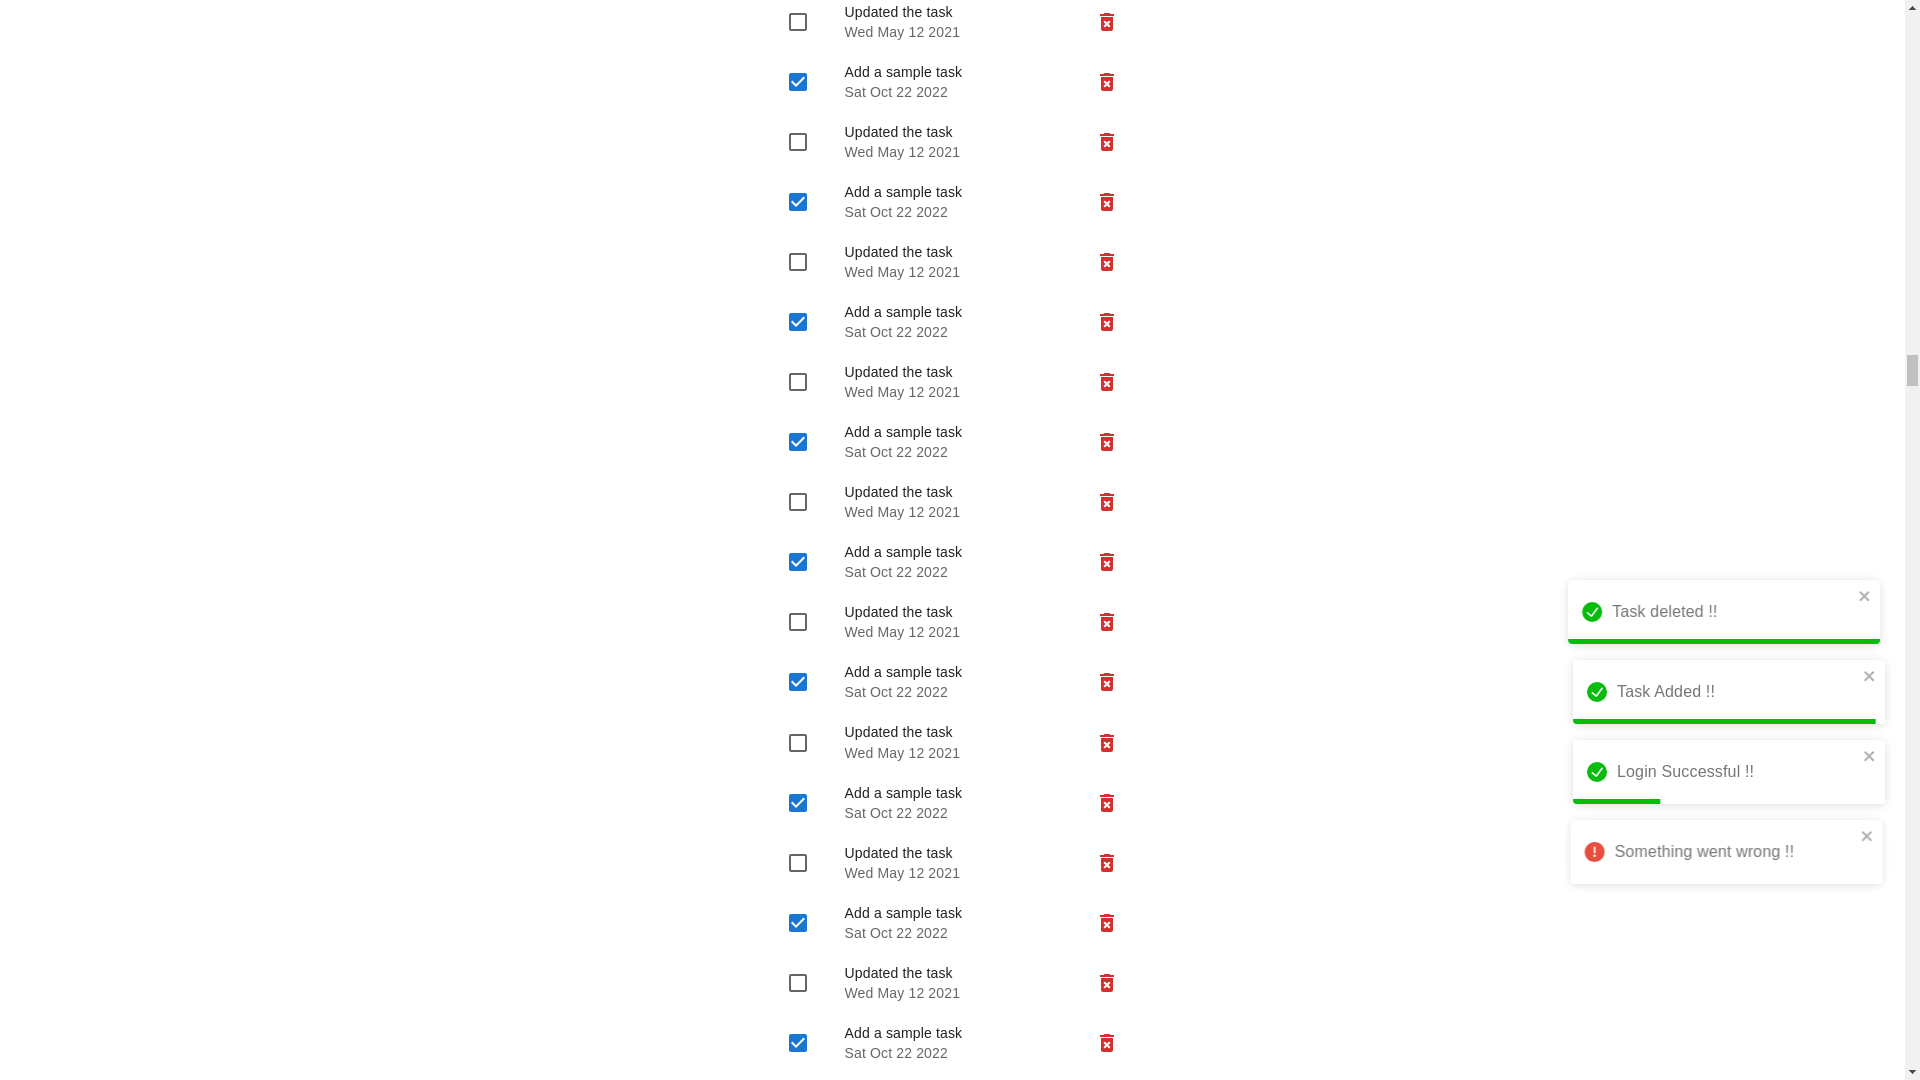 Updated the task
Wed May 12 2021
Add a sample task
Sat Oct 22 2022
Updated the task
Wed May 12 2021
Add a sample task
Sat Oct 22 2022
Updated the task
Wed May 12 2021
Add a sample task
Sat Oct 22 2022
Updated the task
Wed May 12 2021
Add a sample task
Sat Oct 22 2022
Updated the task
Wed May 12 2021
Add a sample task
Sat Oct 22 2022
Updated the task
Wed May 12 2021
Add a sample task
Sat Oct 22 2022
Updated the task
Wed May 12 2021
Add a sample task
Sat Oct 22 2022
Updated the task
Wed May 12 2021
Add a sample task
Sat Oct 22 2022
Updated the task
Wed May 12 2021
Add a sample task
Sat Oct 22 2022
Task deleted !!
Task Added !!
Login Successful !!
Something went wrong !!